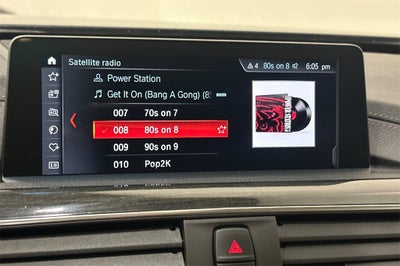 Satellite radio
4 80s on 8 6:05 pm
Power Station
Get It On (Bang A Gong) (8
007 70s on 7
008 80s on 8
009 90s on 9
010 Pop2K